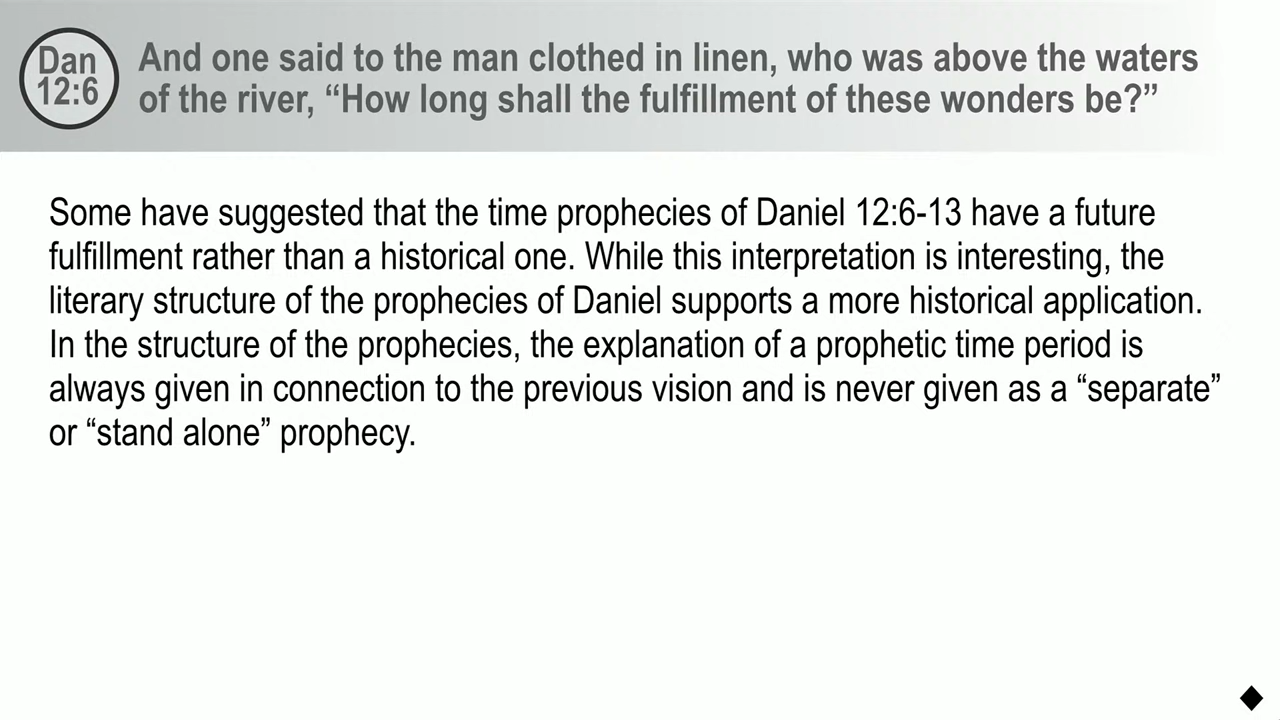 Dan
12:6
And one said to the man clothed in linen, who was above the waters
of the river, “How long shall the fulfillment of these wonders be?”
Some have suggested that the time prophecies of Daniel 12:6-13 have a future
fulfillment rather than a historical one. While this interpretation is interesting, the
literary structure of the prophecies of Daniel supports a more historical application.
In the structure of the prophecies, the explanation of a prophetic time period is
always given in connection to the previous vision and is never given as a “separate”
or “stand alone” prophecy.